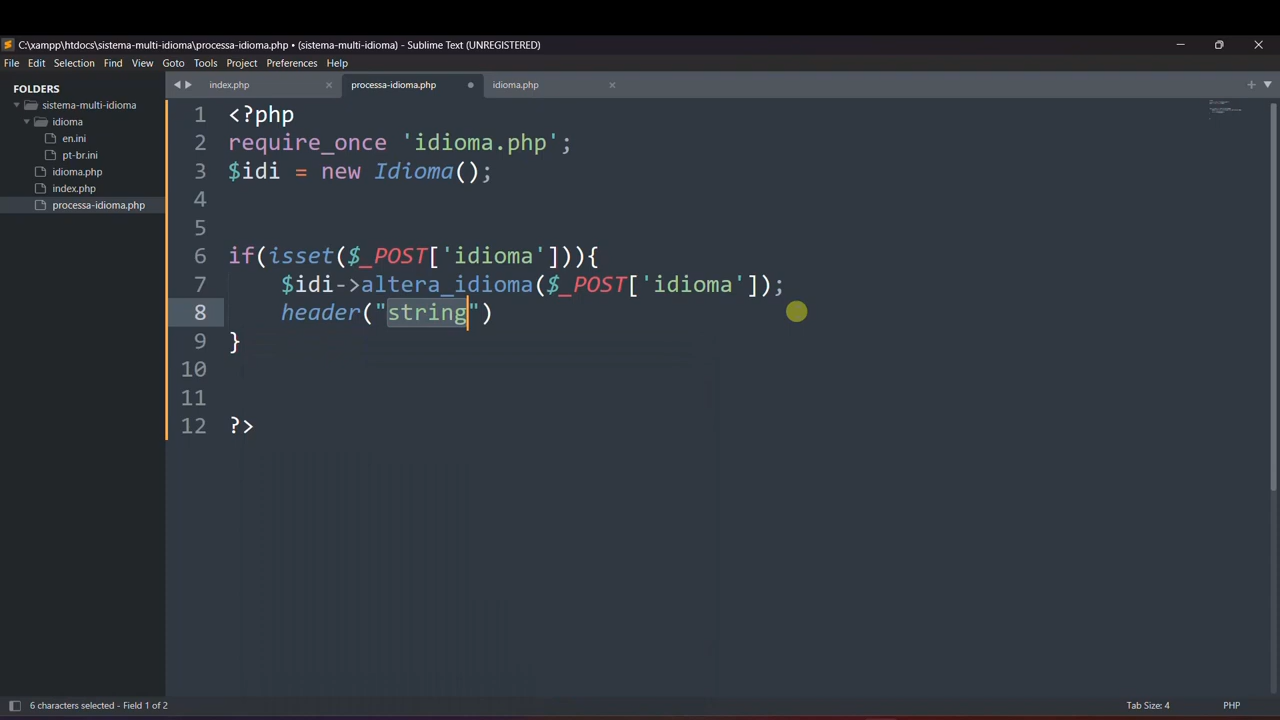 C:\xampp\htdocs\sistema-multi-idioma\processa-idioma.php • (sistema-multi-idioma) - Sublime Text (UNREGISTERED)
File Edit Selection Find View Goto Tools Project Preferences Help
FOLDERS
sistema-multi-idioma
idioma
en.ini
pt-br.ini
idioma.php
index.php
processa-idioma.php
index.php processa-idioma.php idioma.php
1 <?php
2 require_once 'idioma.php';
3 $idi = new Idioma();
4
5
6 if(isset($_POST['idioma'])){
7     $idi->altera_idioma($_POST['idioma']);
8     header("string")
9 }
10
11
12 ?>
6 characters selected - Field 1 of 2 Tab Size: 4 PHP